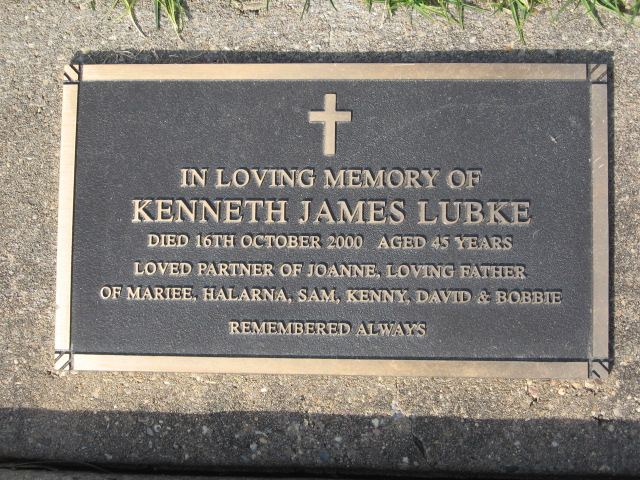 IN LOVING MEMORY OF
KENNETH JAMES LUBKE
DIED 16TH OCTOBER 2000 AGED 45 YEARS
LOVED PARTNER OF JOANNE, LOVING FATHER
OF MARIEE, HALARNA, SAM, KENNY, DAVID & BOBBIE
REMEMBERED ALWAYS